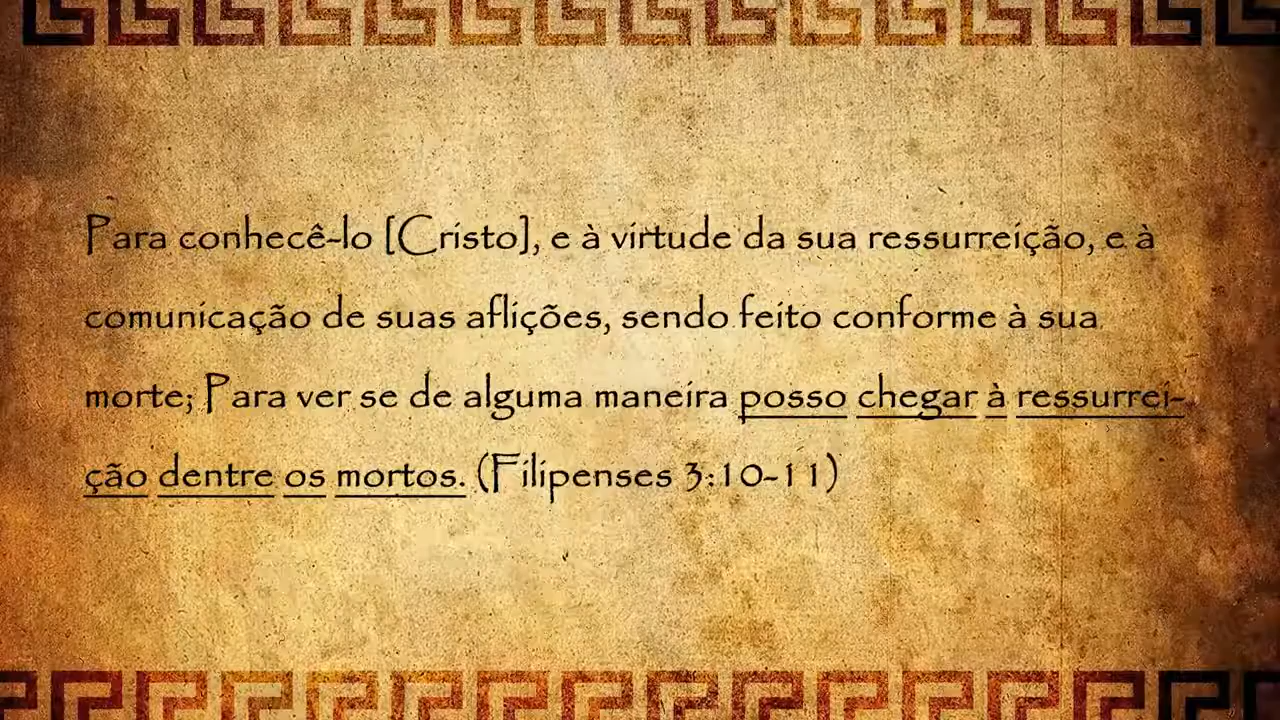 Para conhecê-lo [Cristo], e à virtude da sua ressurreição, e à
comunicação de suas aflições, sendo feito conforme à sua
morte; Para ver se de alguma maneira posso chegar à ressurrei-
ção dentre os mortos. (Filipenses 3:10-11)